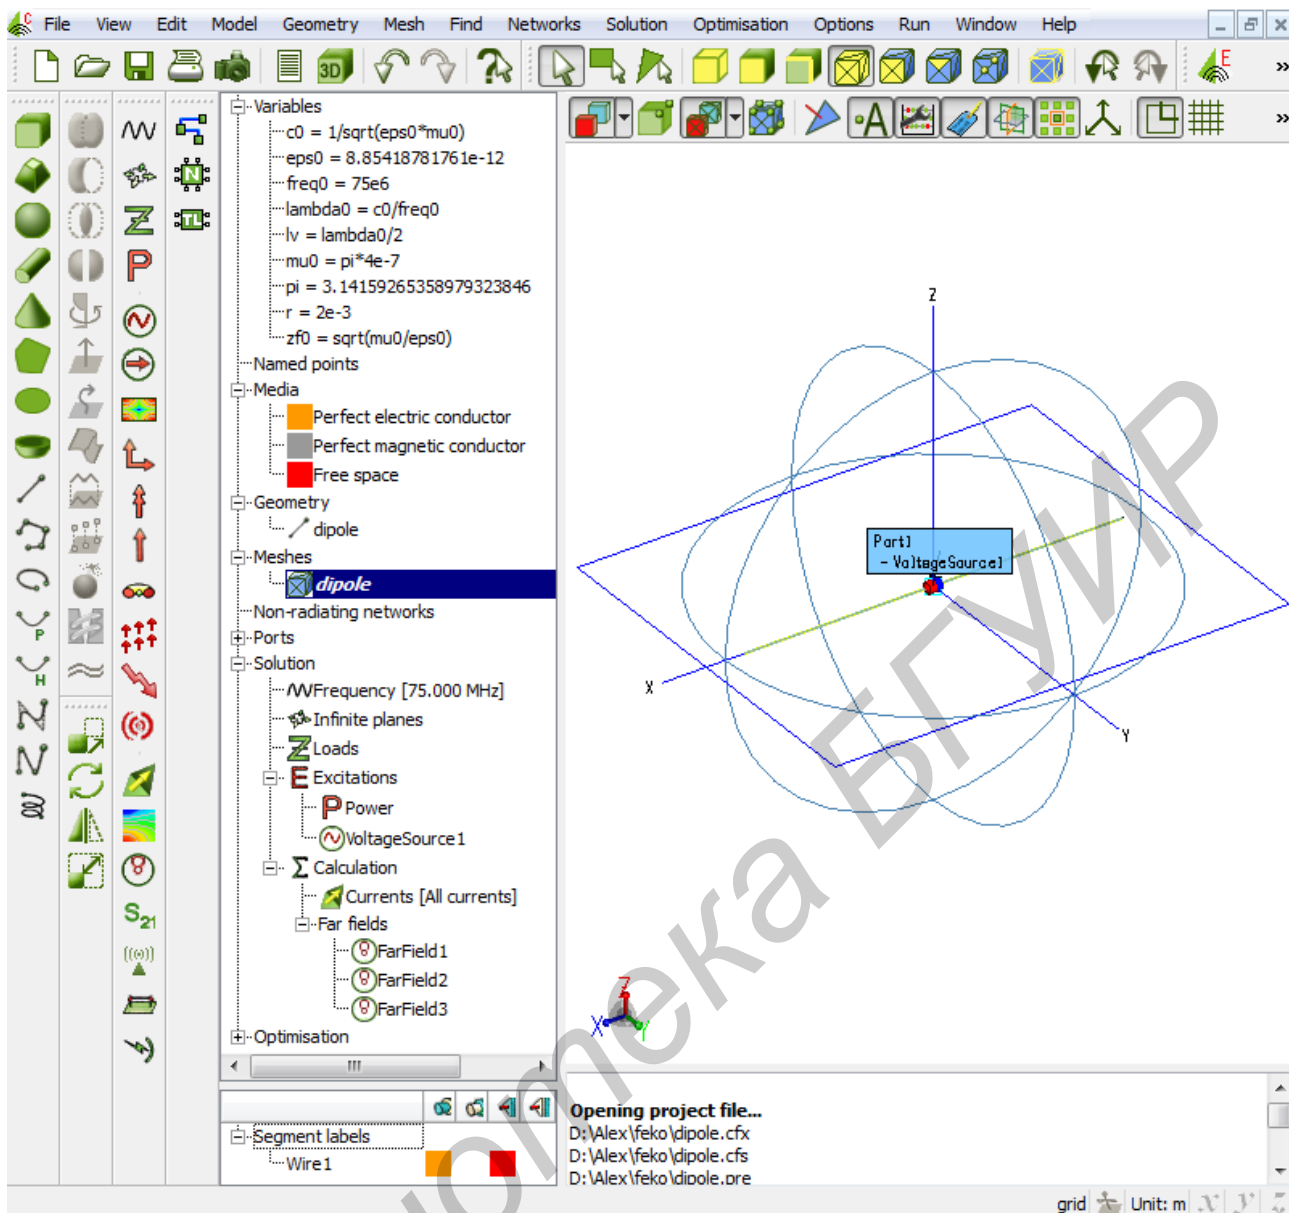 File View Edit Model Geometry Mesh Find Networks Solution Optimisation Options Run Window Help
3D
E
»
Variables
c0 = 1/sqrt(eps0*mu0)
eps0 = 8.85418781761e-12
freq0 = 75e6
lambda0 = c0/freq0
lv = lambda0/2
mu0 = pi*4e-7
pi = 3.14159265358979323846
r = 2e-3
zf0 = sqrt(mu0/eps0)
Named points
Media
Perfect electric conductor
Perfect magnetic conductor
Free space
Geometry
dipole
Meshes
dipole
Non-radiating networks
Ports
Solution
Frequency [75.000 MHz]
Infinite planes
Loads
Excitations
Power
VoltageSource1
Calculation
Currents [All currents]
Far fields
FarField1
FarField2
FarField3
Optimisation
Segment labels
Wire1
A
»
Z
Part1
- VoltageSource1
X
Y
Z
X
Y
N
TL
P
S21
P
H
Opening project file...
D:\Alex\feko\dipole.cfx
D:\Alex\feko\dipole.cfs
D:\Alex\feko\dipole.pre
grid Unit: m x y z
отека БГУИР